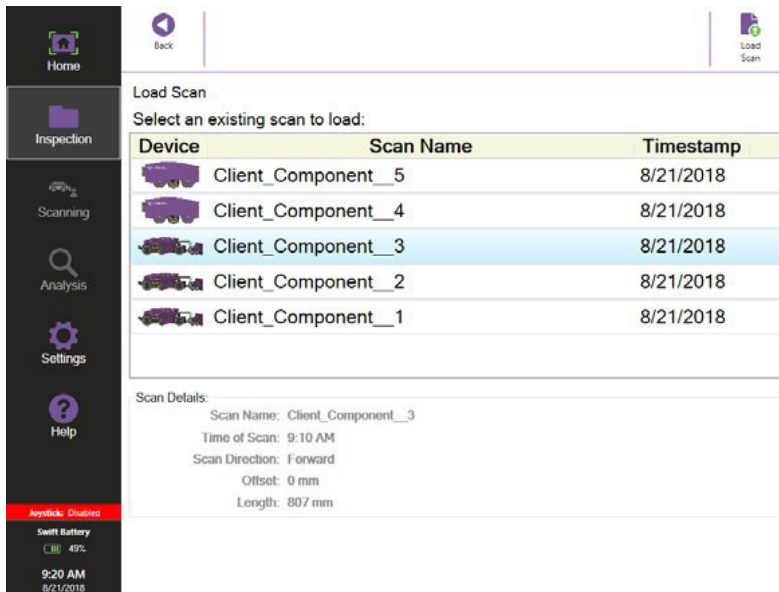 Home
Inspection
Scanning
Analysis
Settings
Help
Joystick: Disabled
Swift Battery
49%
9:20 AM
8/21/2018
Back
Load
Scan
Load Scan
Select an existing scan to load:
Device Scan Name Timestamp
Client_Component__5 8/21/2018
Client_Component__4 8/21/2018
Client_Component__3 8/21/2018
Client_Component__2 8/21/2018
Client_Component__1 8/21/2018
Scan Details:
Scan Name: Client_Component__3
Time of Scan: 9:10 AM
Scan Direction: Forward
Offset: 0 mm
Length: 807 mm